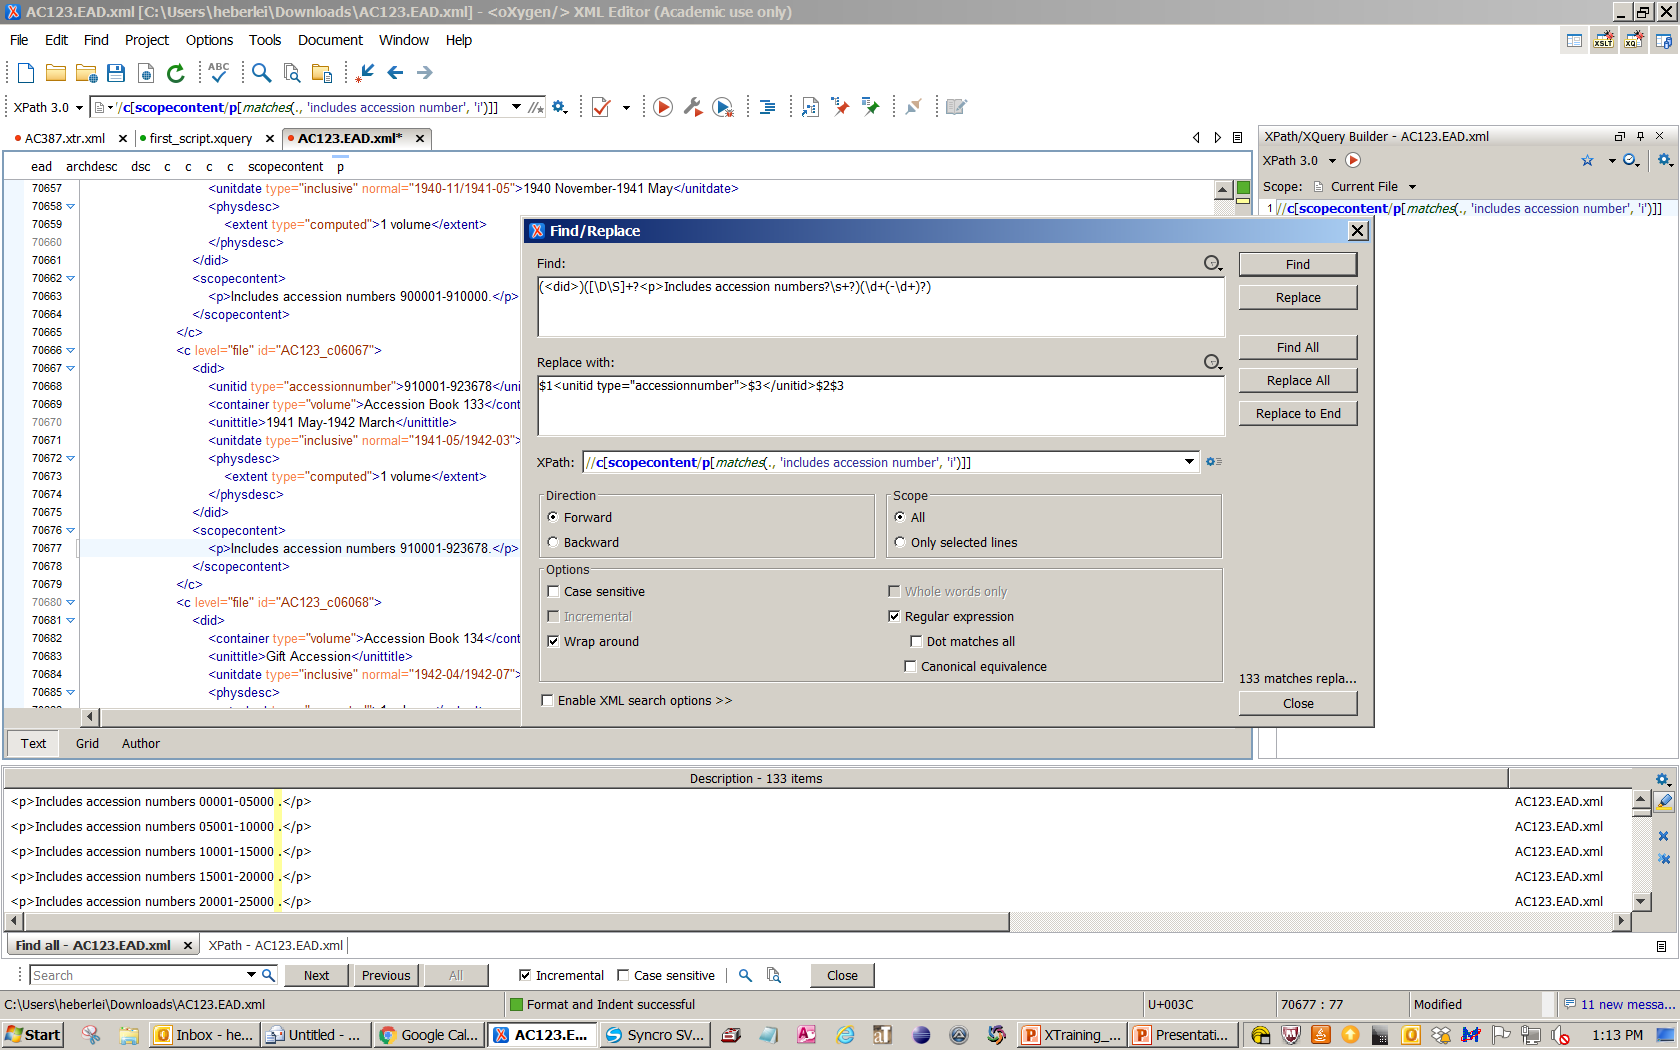 AC123.EAD.xml [C:\Users\heberlei\Downloads\AC123.EAD.xml] - <oXygen/> XML Editor (Academic use only)
File Edit Find Project Options Tools Document Window Help
ABC
XSLT
XQ
XPath 3.0
//c[scopecontent/p[matches(., 'includes accession number', 'i')]]
AC387.xtr.xml
first_script.xquery
AC123.EAD.xml*
ead archdesc dsc c c c c scopecontent p
70657 <unitdate type="inclusive" normal="1940-11/1941-05">1940 November-1941 May</unitdate>
70658 <physdesc>
70659 <extent type="computed">1 volume</extent>
70660 </physdesc>
70661 </did>
70662 <scopecontent>
70663 <p>Includes accession numbers 900001-910000.</p>
70664 </scopecontent>
70665 </c>
70666 <c level="file" id="AC123_c06067">
70667 <did>
70668 <unitid type="accessionnumber">910001-923678</uni
70669 <container type="volume">Accession Book 133</cont
70670 <unittitle>1941 May-1942 March</unittitle>
70671 <unitdate type="inclusive" normal="1941-05/1942-03">
70672 <physdesc>
70673 <extent type="computed">1 volume</extent>
70674 </physdesc>
70675 </did>
70676 <scopecontent>
70677 <p>Includes accession numbers 910001-923678.</p>
70678 </scopecontent>
70679 </c>
70680 <c level="file" id="AC123_c06068">
70681 <did>
70682 <container type="volume">Accession Book 134</cont
70683 <unittitle>Gift Accession</unittitle>
70684 <unitdate type="inclusive" normal="1942-04/1942-07">
70685 <physdesc>
Text Grid Author
Find/Replace
Find:
(<did>)([\D\S]+?<p>Includes accession numbers?\s+?)(\d+(-\d+)?)
Replace with:
$1<unitid type="accessionnumber">$3</unitid>$2$3
XPath: //c[scopecontent/p[matches(., 'includes accession number', 'i')]]
Direction
Forward
Backward
Scope
All
Only selected lines
Options
Case sensitive
Incremental
Wrap around
Whole words only
Regular expression
Dot matches all
Canonical equivalence
Enable XML search options >>
Find
Replace
Find All
Replace All
Replace to End
133 matches repla...
Close
XPath/XQuery Builder - AC123.EAD.xml
XPath 3.0
Scope: Current File
1 //c[scopecontent/p[matches(., 'includes accession number', 'i')]]
Description - 133 items
<p>Includes accession numbers 00001-05000.</p> AC123.EAD.xml
<p>Includes accession numbers 05001-10000.</p> AC123.EAD.xml
<p>Includes accession numbers 10001-15000.</p> AC123.EAD.xml
<p>Includes accession numbers 15001-20000.</p> AC123.EAD.xml
<p>Includes accession numbers 20001-25000.</p> AC123.EAD.xml
Find all - AC123.EAD.xml
XPath - AC123.EAD.xml
Search Next Previous All Incremental Case sensitive Close
C:\Users\heberlei\Downloads\AC123.EAD.xml Format and Indent successful U+003C 70677 : 77 Modified 11 new messa...
Start Inbox - he... Untitled - ... Google Cal... AC123.E... Syncro SV... XTraining_... Presentati... 1:13 PM